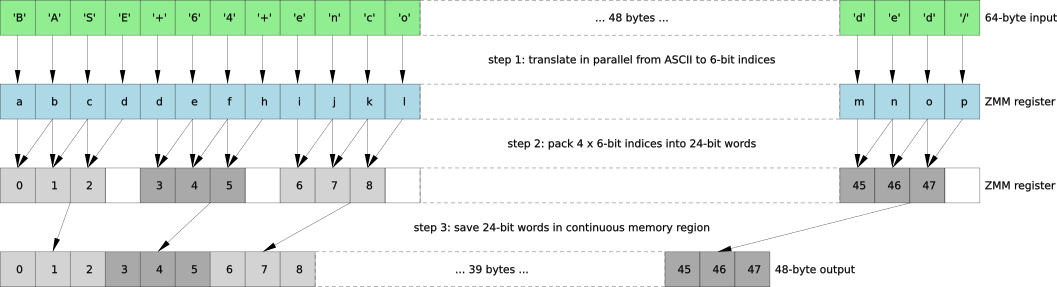 'B' 'A' 'S' 'E' '+' '6' '4' '+' 'e' 'n' 'c' 'o' ... 48 bytes ... 'd' 'e' 'd' '/' 64-byte input
step 1: translate in parallel from ASCII to 6-bit indices
a b c d d e f h i j k l m n o p ZMM register
step 2: pack 4 x 6-bit indices into 24-bit words
0 1 2 3 4 5 6 7 8 45 46 47 ZMM register
step 3: save 24-bit words in continuous memory region
0 1 2 3 4 5 6 7 8 ... 39 bytes ... 45 46 47 48-byte output